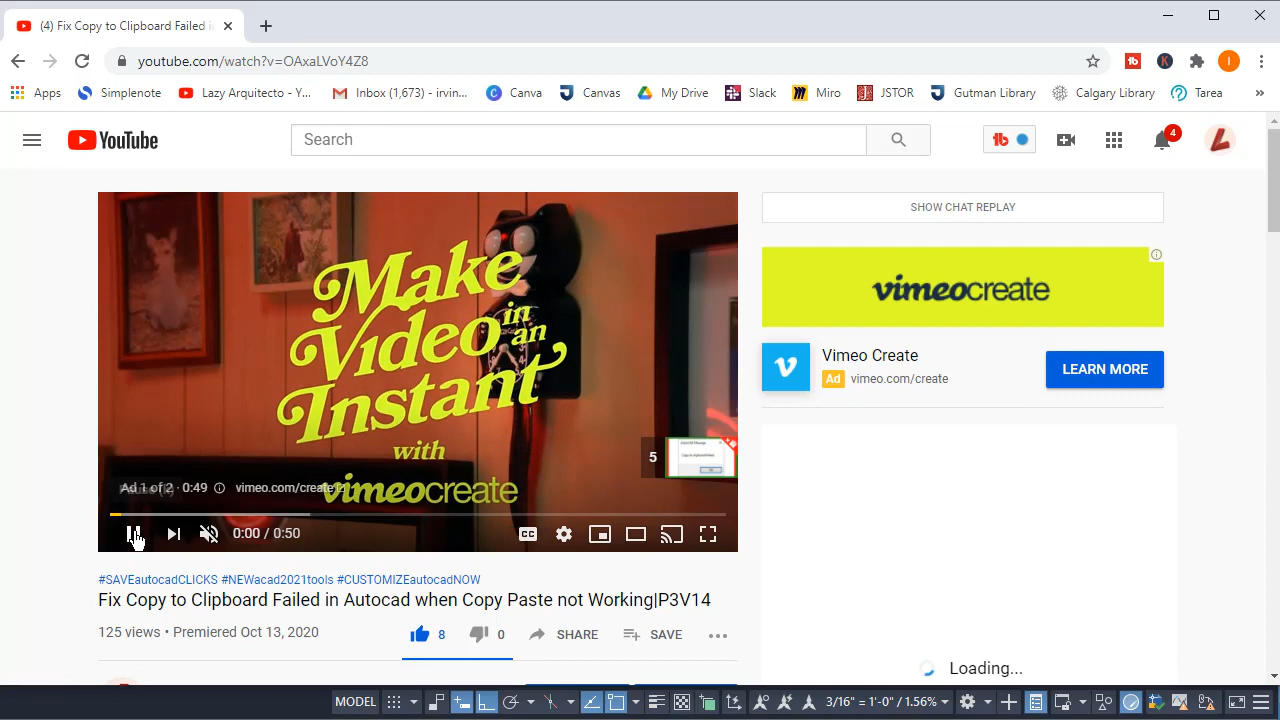 (4) Fix Copy to Clipboard Failed in
youtube.com/watch?v=OAxaLVoY4Z8
Apps Simplenote Lazy Arquitecto - Y... Inbox (1,673) - irvin... Canva Canvas My Drive Slack Miro JSTOR Gutman Library Calgary Library Tarea »
YouTube
Search
4
SHOW CHAT REPLAY
Make
in
Video an
Instant
with
vimeocreate
5
Ad 1 of 2 · 0:49 vimeo.com/create
0:00 / 0:50
CC
vimeocreate
Vimeo Create
Ad vimeo.com/create
LEARN MORE
#SAVEautocadCLICKS #NEWacad2021tools #CUSTOMIZEautocadNOW
Fix Copy to Clipboard Failed in Autocad when Copy Paste not Working|P3V14
125 views • Premiered Oct 13, 2020
8 0 SHARE SAVE
Loading...
MODEL 3/16" = 1'-0" / 1.56%